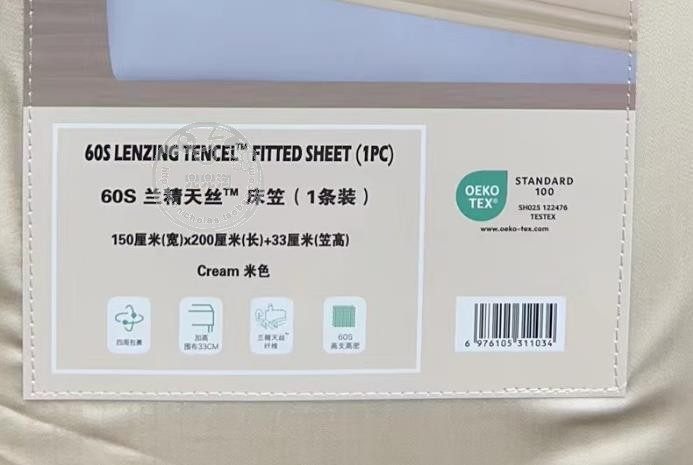 60S LENZING TENCEL™ FITTED SHEET (1PC)
60S 兰精天丝™ 床笠（1条装）
150厘米(宽)x200厘米(长)+33厘米(笠高)
Cream 米色
四周包裹
加高
围布33CM
兰精天丝™
纤维
60S
高支高密
OEKO
TEX®
STANDARD
100
SH025 122476
TESTEX
www.oeko-tex.com
6 976105 311034